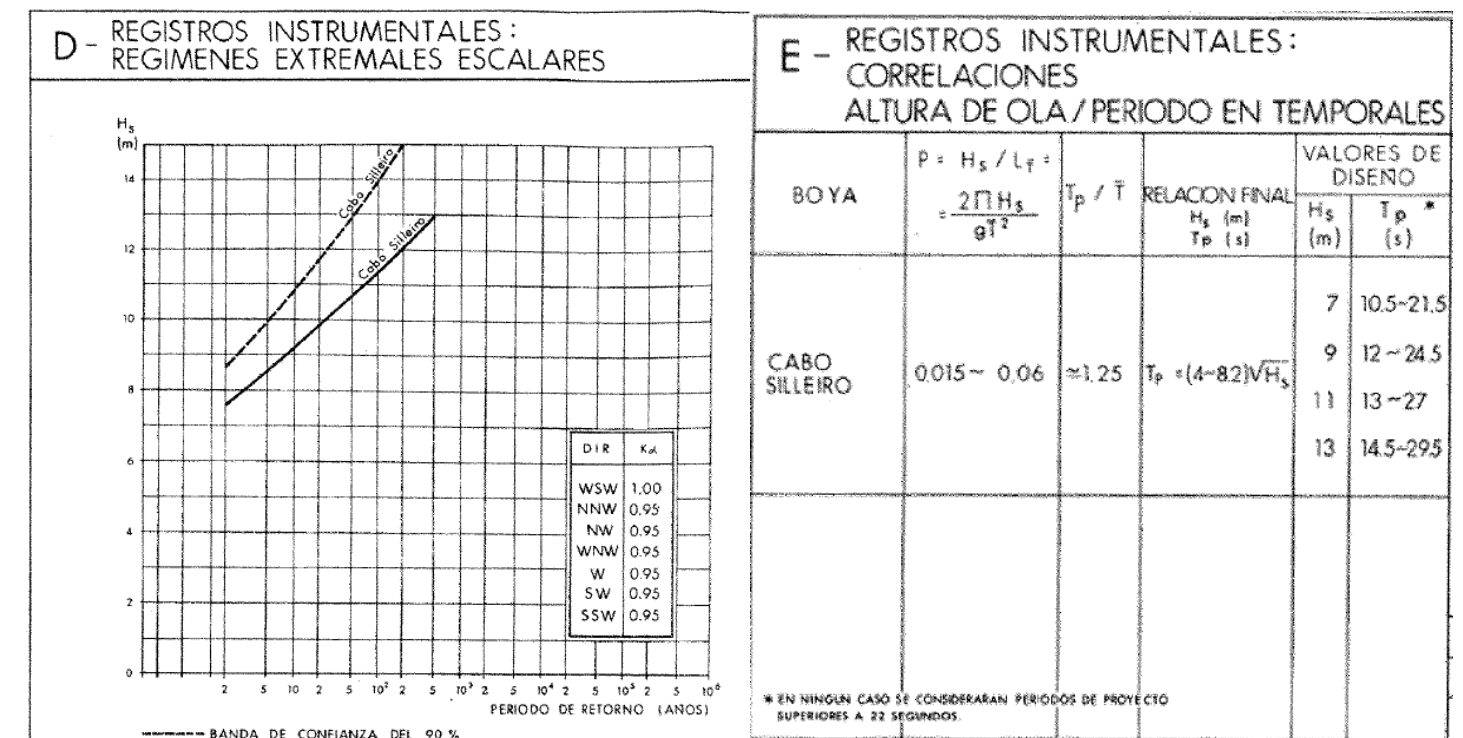 D - REGISTROS INSTRUMENTALES :
REGIMENES EXTREMALES ESCALARES
Hs
(m)
14
12
10
8
6
4
2
0
Cabo Silleiro
Cabo Silleiro
DIR Kα
WSW 1.00
NNW 0.95
NW 0.95
WNW 0.95
W 0.95
SW 0.95
SSW 0.95
2 5 10 2 5 10² 2 5 10³ 2 5 10⁴ 2 5 10⁵ 2 5 10⁶
PERIODO DE RETORNO (AÑOS)
BANDA DE CONFIANZA DEL 90 %
E - REGISTROS INSTRUMENTALES :
CORRELACIONES
ALTURA DE OLA / PERIODO EN TEMPORALES
BOYA
P = Hs / Lf =
= 2ΠHs / gT̄²
Tp / T̄
RELACION FINAL
Hs (m)
Tp (s)
VALORES DE
DISEÑO
Hs Tp *
(m) (s)
CABO
SILLEIRO
0.015 ~ 0.06
≃1.25
Tp =(4~8.2)√Hs
7 10.5~21.5
9 12 ~ 24.5
11 13 ~27
13 14.5~29.5
* EN NINGUN CASO SE CONSIDERARAN PERIODOS DE PROYECTO
SUPERIORES A 22 SEGUNDOS.